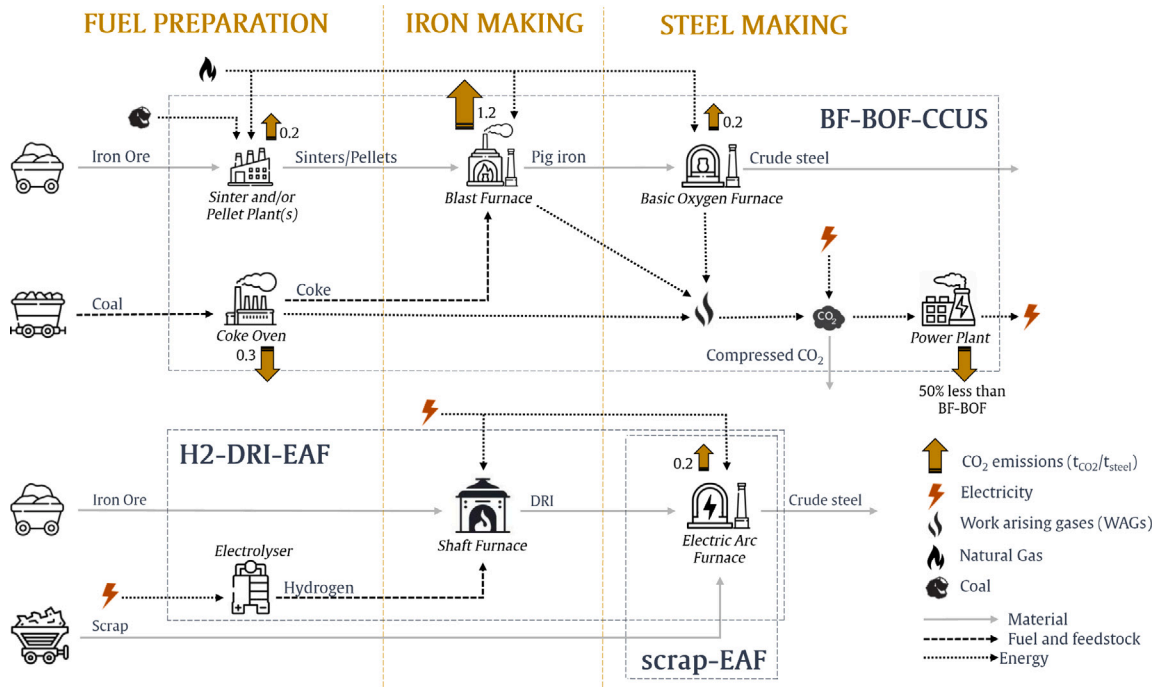 FUEL PREPARATION
IRON MAKING
STEEL MAKING
BF-BOF-CCUS
0.2
1.2
0.2
Iron Ore
Sinters/Pellets
Pig iron
Crude steel
Sinter and/or
Pellet Plant(s)
Blast Furnace
Basic Oxygen Furnace
Coal
Coke
Coke Oven
0.3
CO2
Power Plant
Compressed CO2
50% less than
BF-BOF
H2-DRI-EAF
0.2
Iron Ore
DRI
Crude steel
Shaft Furnace
Electric Arc
Furnace
Electrolyser
Hydrogen
Scrap
scrap-EAF
CO2 emissions (tCO2/tsteel)
Electricity
Work arising gases (WAGs)
Natural Gas
Coal
Material
Fuel and feedstock
Energy